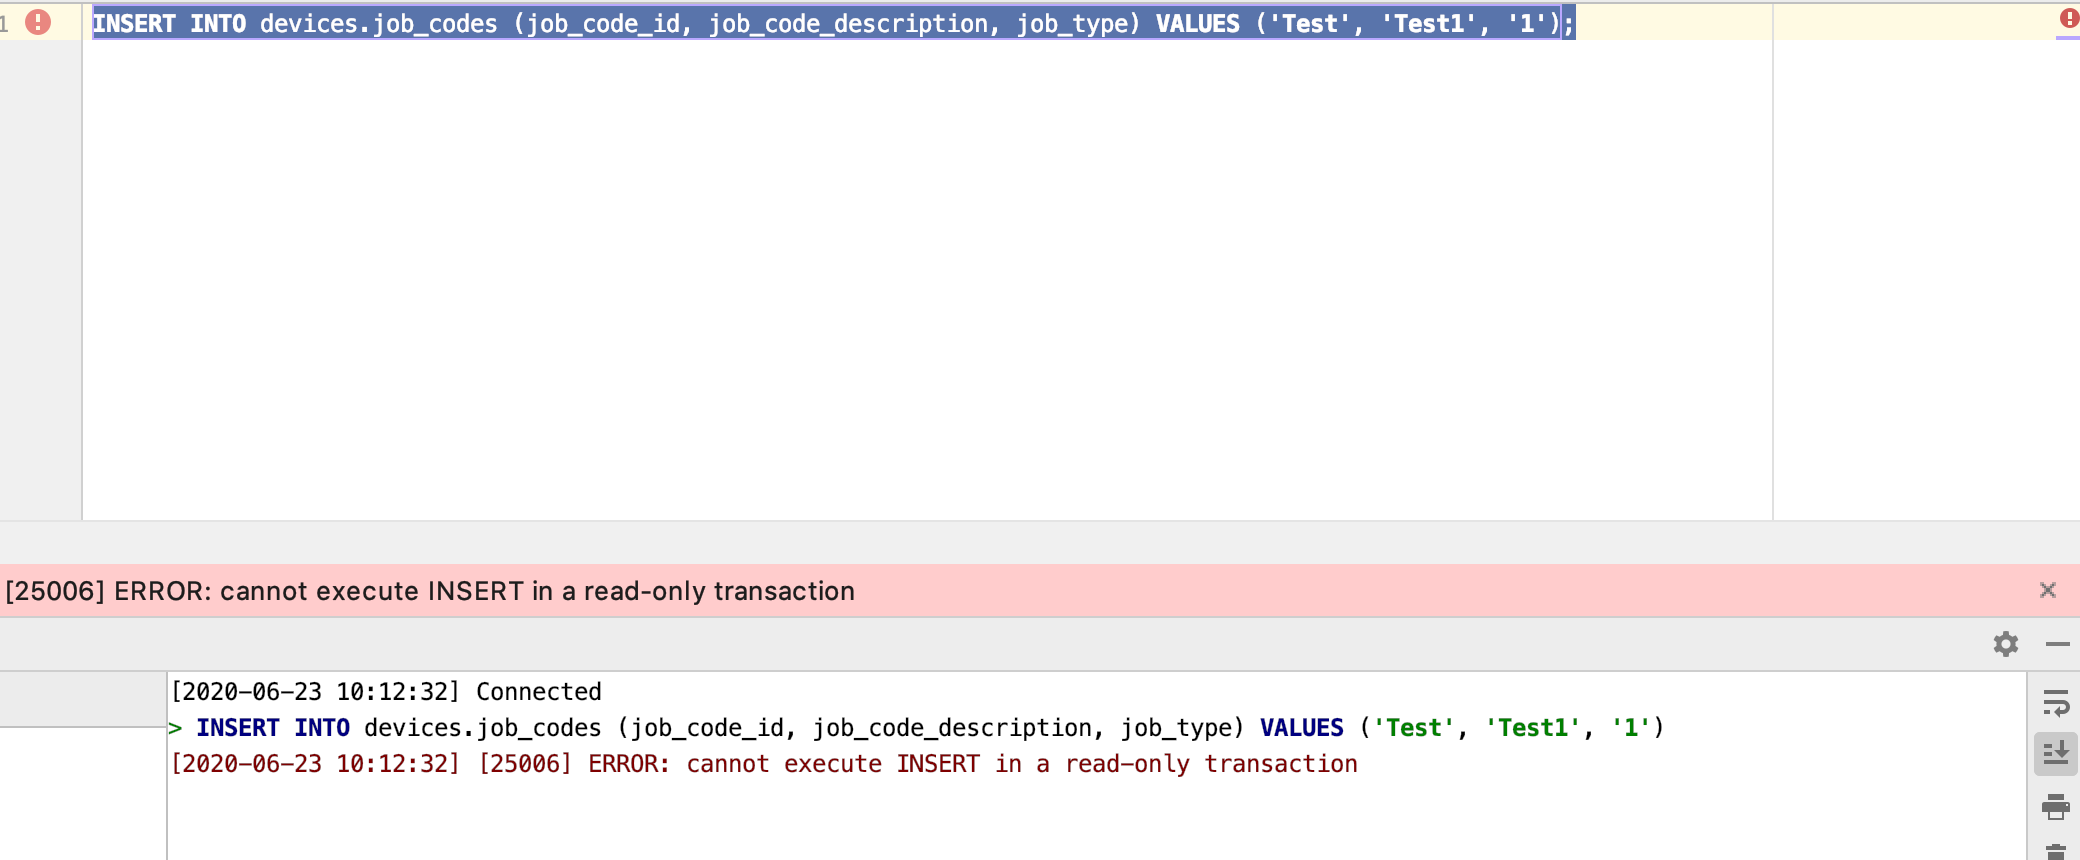 1 INSERT INTO devices.job_codes (job_code_id, job_code_description, job_type) VALUES ('Test', 'Test1', '1');
[25006] ERROR: cannot execute INSERT in a read-only transaction
[2020-06-23 10:12:32] Connected
> INSERT INTO devices.job_codes (job_code_id, job_code_description, job_type) VALUES ('Test', 'Test1', '1')
[2020-06-23 10:12:32] [25006] ERROR: cannot execute INSERT in a read-only transaction